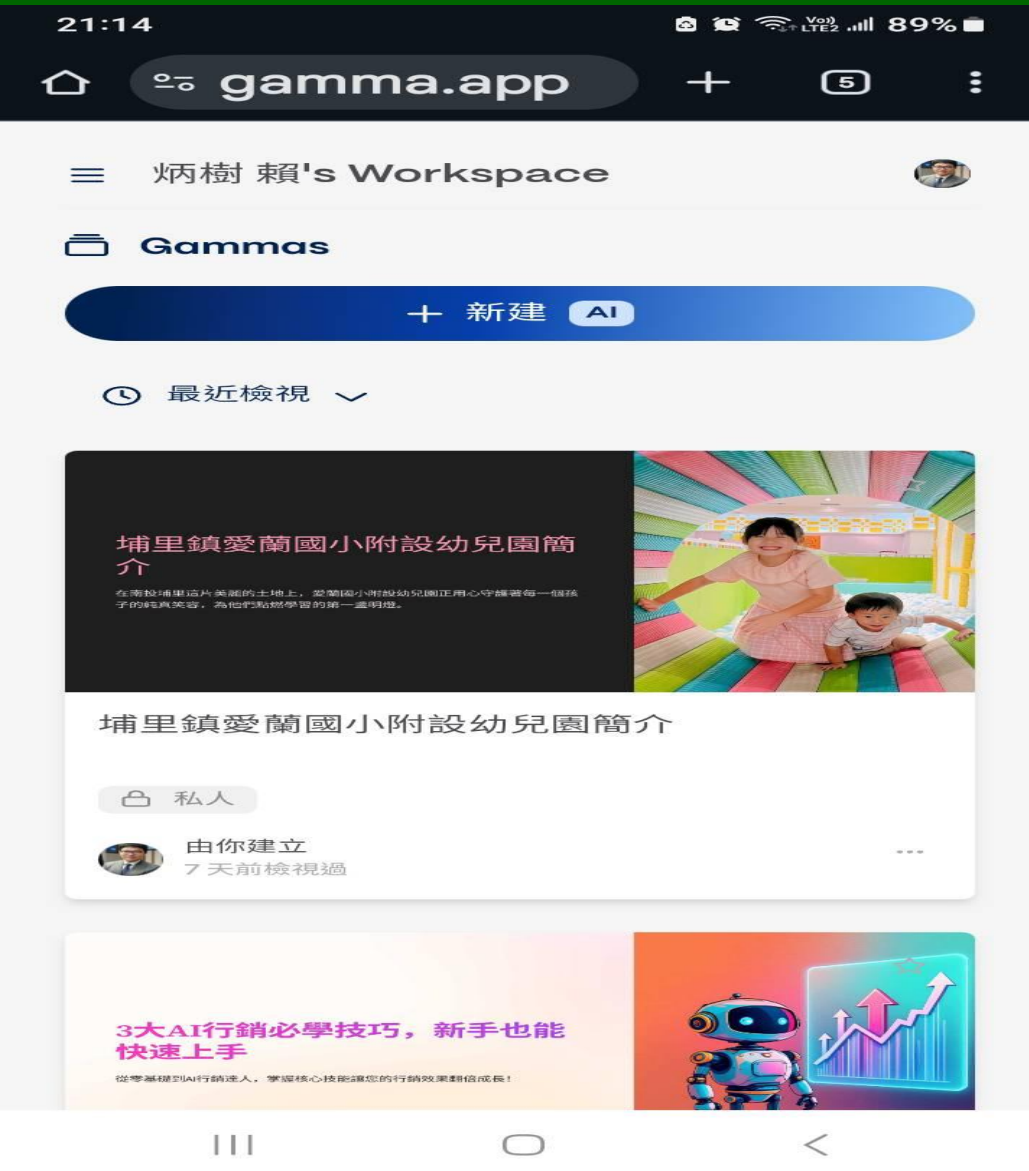 21:14
Vo)) LTE2 89%
gamma.app
5
炳樹 賴's Workspace
Gammas
+ 新建 AI
最近檢視
埔里鎮愛蘭國小附設幼兒園簡
介
在南投埔里這片美麗的土地上，愛蘭國小附設幼兒園正用心守護著每一個孩
子的純真笑容，為他們點燃學習的第一盞明燈。
埔里鎮愛蘭國小附設幼兒園簡介
私人
由你建立
7 天前檢視過
3大AI行銷必學技巧，新手也能
快速上手
從零基礎到AI行銷達人，掌握核心技能讓您的行銷效果翻倍成長！